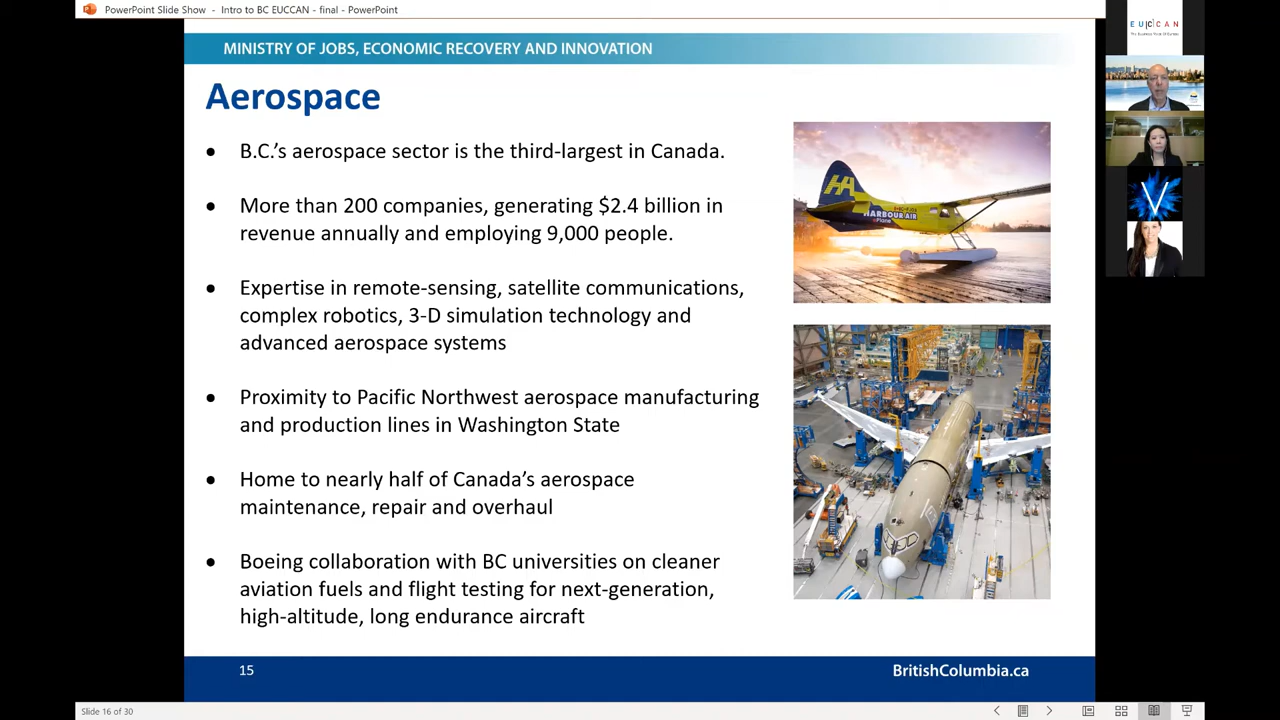 PowerPoint Slide Show - Intro to BC EUCCAN - final - PowerPoint
MINISTRY OF JOBS, ECONOMIC RECOVERY AND INNOVATION
Aerospace
• B.C.’s aerospace sector is the third-largest in Canada.
• More than 200 companies, generating $2.4 billion in
revenue annually and employing 9,000 people.
• Expertise in remote-sensing, satellite communications,
complex robotics, 3-D simulation technology and
advanced aerospace systems
• Proximity to Pacific Northwest aerospace manufacturing
and production lines in Washington State
• Home to nearly half of Canada’s aerospace
maintenance, repair and overhaul
• Boeing collaboration with BC universities on cleaner
aviation fuels and flight testing for next-generation,
high-altitude, long endurance aircraft
HA
HARBOUR AIR
15
BritishColumbia.ca
Slide 16 of 30
EUCCAN
V